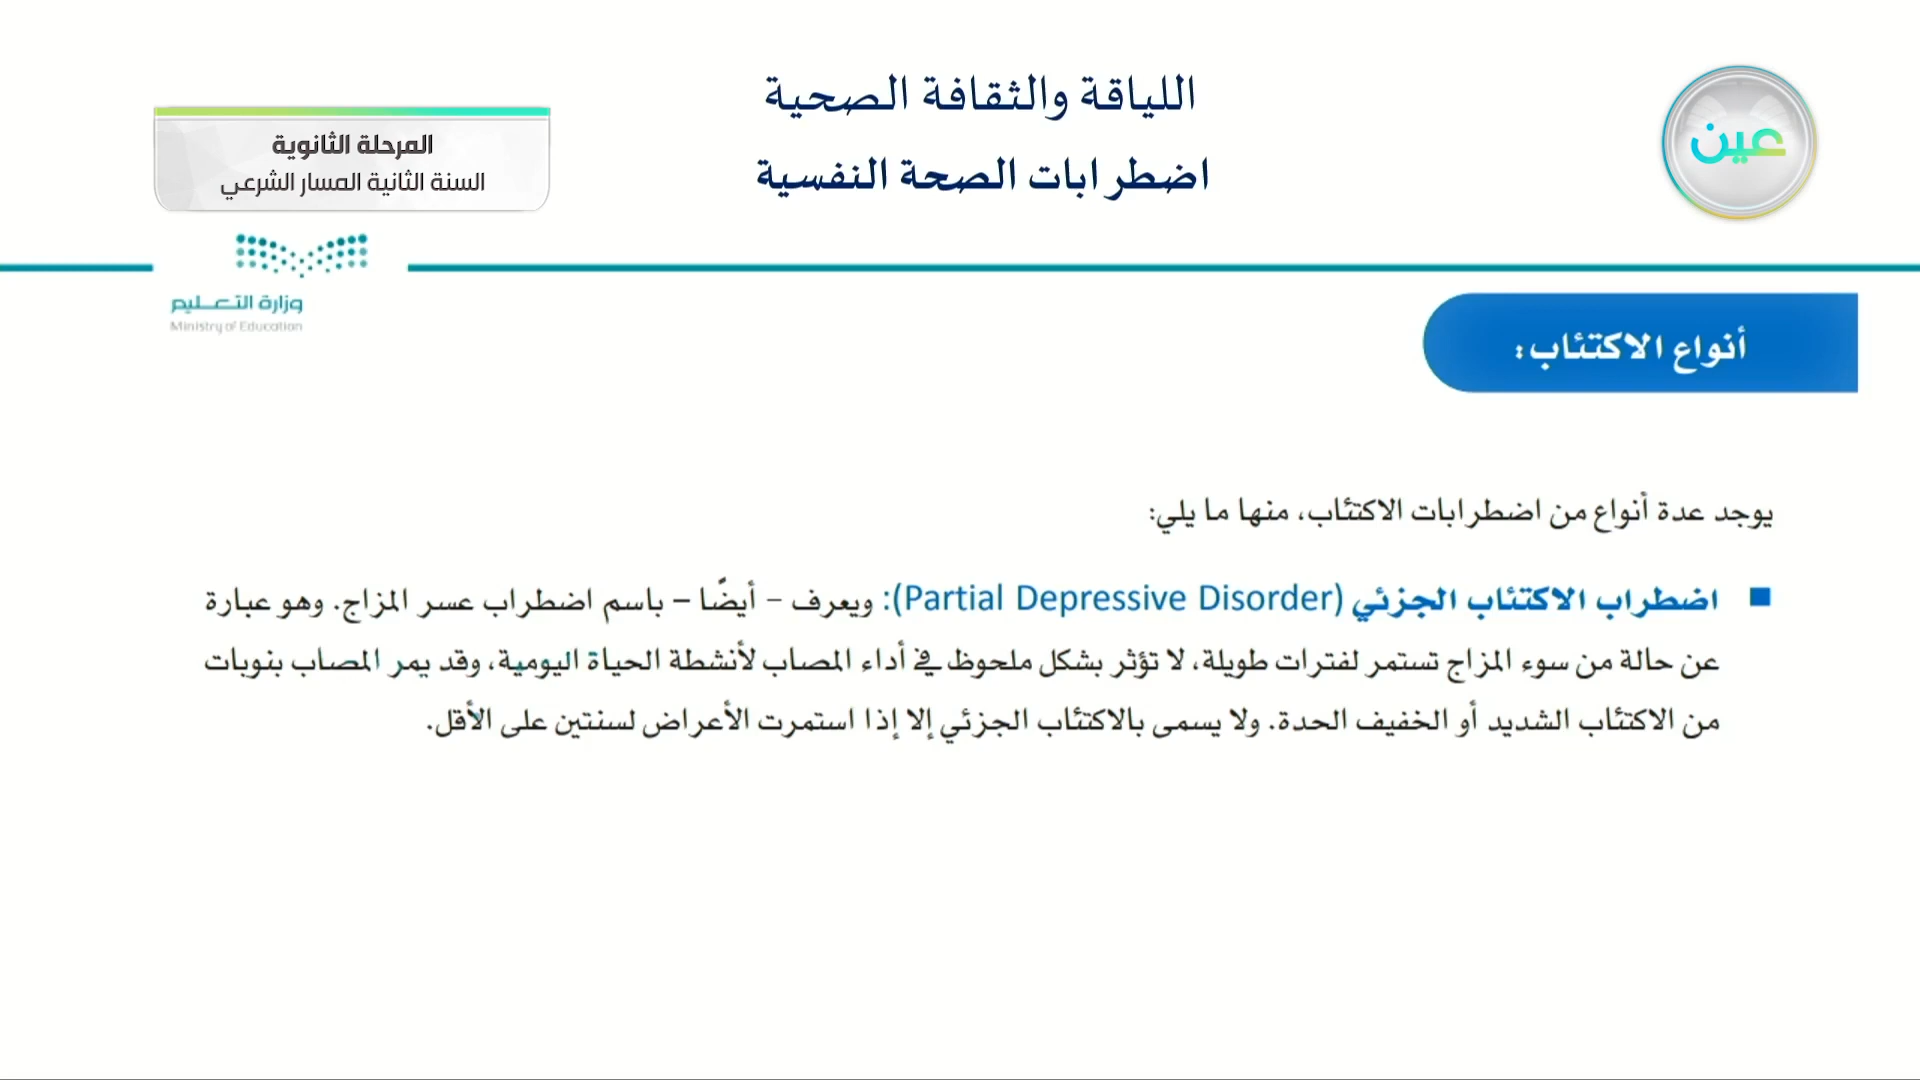 اللياقة والثقافة الصحية
اضطرابات الصحة النفسية
عين
المرحلة الثانوية
السنة الثانية المسار الشرعي
وزارة التعليم
Ministry of Education
أنواع الاكتئاب:
يوجد عدة أنواع من اضطرابات الاكتئاب، منها ما يلي:
■ اضطراب الاكتئاب الجزئي (Partial Depressive Disorder): ويعرف – أيضًا – باسم اضطراب عسر المزاج. وهو عبارة
عن حالة من سوء المزاج تستمر لفترات طويلة، لا تؤثر بشكل ملحوظ في أداء المصاب لأنشطة الحياة اليومية، وقد يمر المصاب بنوبات
من الاكتئاب الشديد أو الخفيف الحدة. ولا يسمى بالاكتئاب الجزئي إلا إذا استمرت الأعراض لسنتين على الأقل.